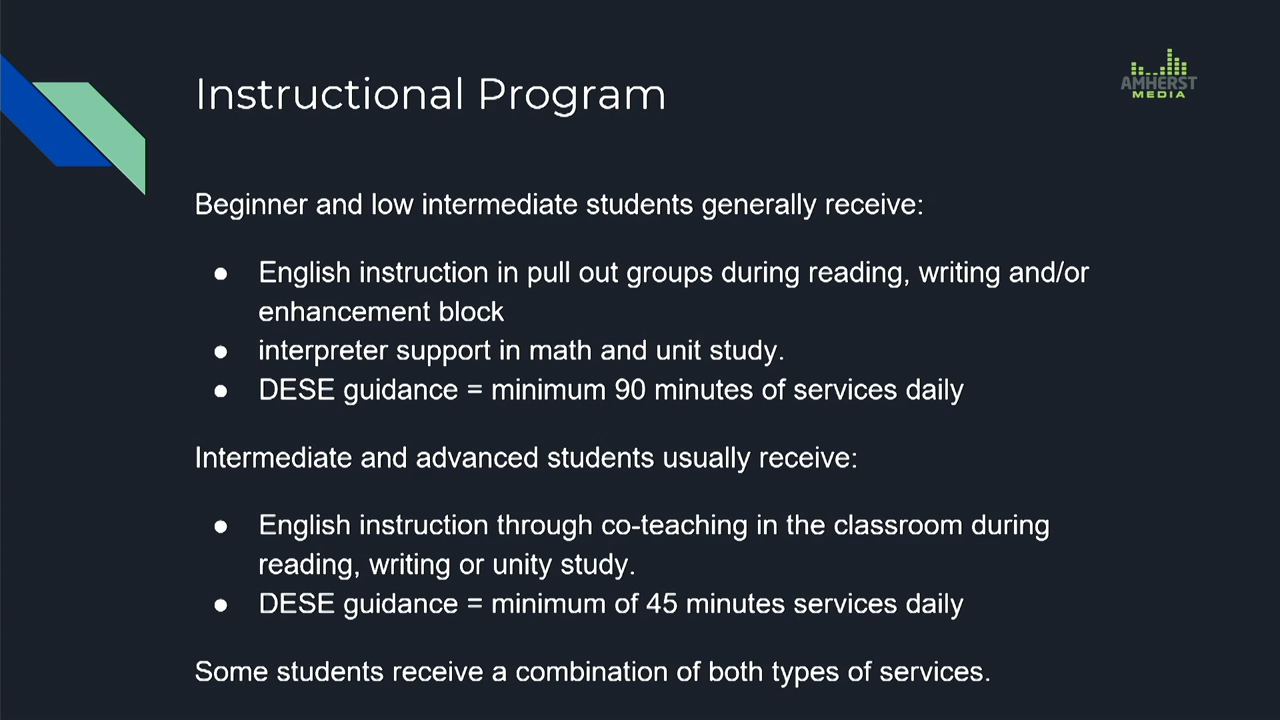 Instructional Program
AMHERST
MEDIA
Beginner and low intermediate students generally receive:
● English instruction in pull out groups during reading, writing and/or
enhancement block
● interpreter support in math and unit study.
● DESE guidance = minimum 90 minutes of services daily
Intermediate and advanced students usually receive:
● English instruction through co-teaching in the classroom during
reading, writing or unity study.
● DESE guidance = minimum of 45 minutes services daily
Some students receive a combination of both types of services.